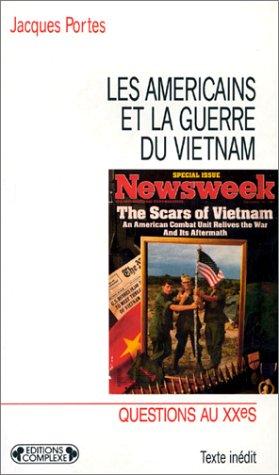 Jacques Portes
LES AMERICAINS
ET LA GUERRE
DU VIETNAM
SPECIAL ISSUE
Newsweek
The Scars of Vietnam
An American Combat Unit Relives the War
And Its Aftermath
QUESTIONS AU XXeS
EDITIONS
COMPLEXE
Texte inédit